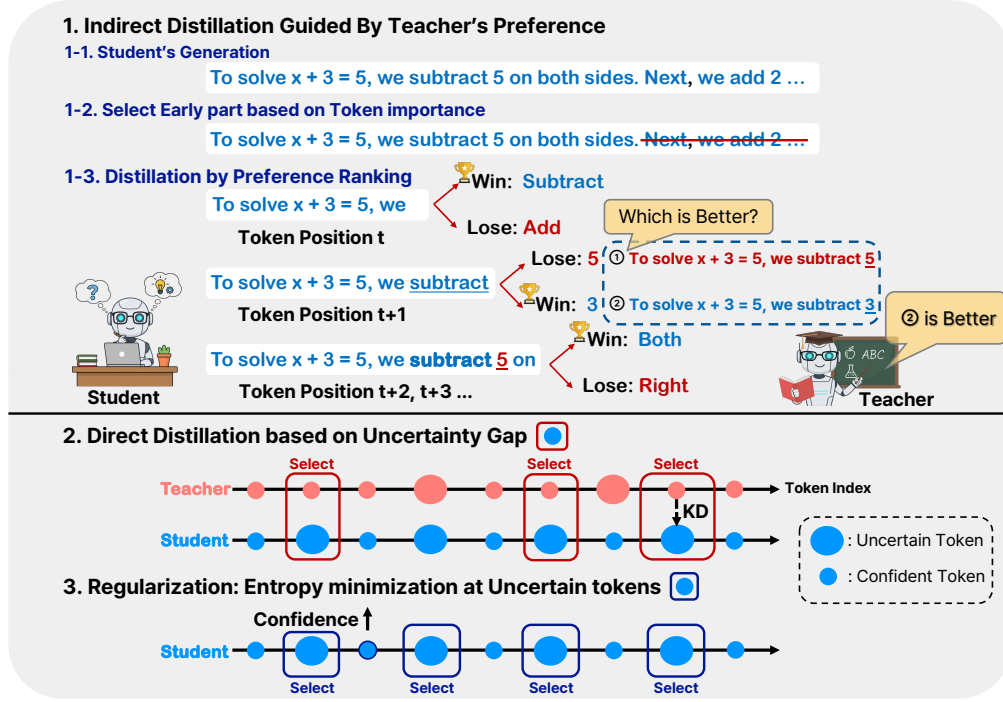 1. Indirect Distillation Guided By Teacher's Preference
1-1. Student's Generation
To solve x + 3 = 5, we subtract 5 on both sides. Next, we add 2 ...
1-2. Select Early part based on Token importance
To solve x + 3 = 5, we subtract 5 on both sides. Next, we add 2 ...
1-3. Distillation by Preference Ranking
Win: Subtract
To solve x + 3 = 5, we
Lose: Add
Token Position t
Which is Better?
Lose: 5
① To solve x + 3 = 5, we subtract 5
To solve x + 3 = 5, we subtract
Win: 3
② To solve x + 3 = 5, we subtract 3
Token Position t+1
② is Better
Win: Both
To solve x + 3 = 5, we subtract 5 on
Lose: Right
Token Position t+2, t+3 ...
?
ABC
Student
Teacher
2. Direct Distillation based on Uncertainty Gap
Select
Select
Select
Teacher
Token Index
KD
Student
: Uncertain Token
: Confident Token
3. Regularization: Entropy minimization at Uncertain tokens
Confidence
Student
Select
Select
Select
Select